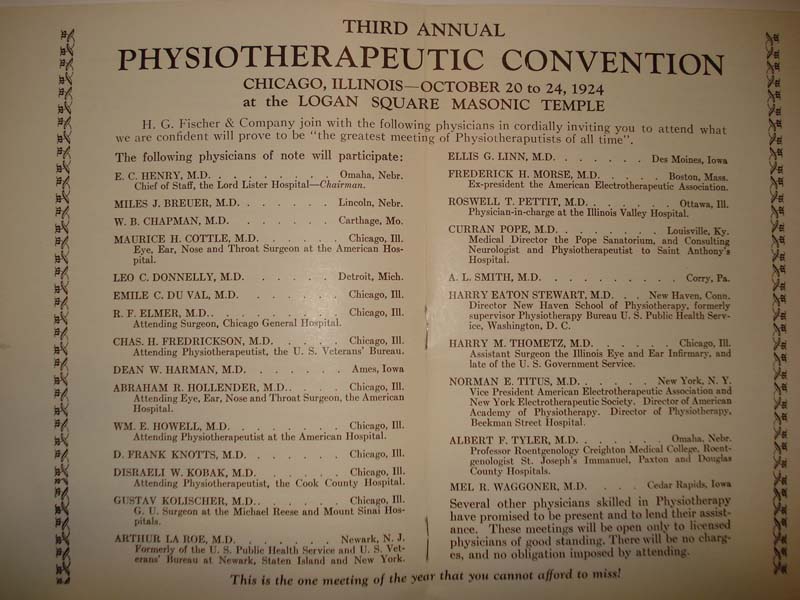 THIRD ANNUAL
PHYSIOTHERAPEUTIC CONVENTION
CHICAGO, ILLINOIS—OCTOBER 20 to 24, 1924
at the LOGAN SQUARE MASONIC TEMPLE
H. G. Fischer & Company join with the following physicians in cordially inviting you to attend what
we are confident will prove to be "the greatest meeting of Physiotheraputists of all time".
The following physicians of note will participate:
E. C. HENRY, M.D. . . . . . . . Omaha, Nebr.
Chief of Staff, the Lord Lister Hospital—Chairman.
MILES J. BREUER, M.D. . . . . . . Lincoln, Nebr.
W. B. CHAPMAN, M.D. . . . . . . Carthage, Mo.
MAURICE H. COTTLE, M.D. . . . . . Chicago, Ill.
Eye, Ear, Nose and Throat Surgeon at the American Hos-
pital.
LEO C. DONNELLY, M.D. . . . . . . Detroit, Mich.
EMILE C. DU VAL, M.D. . . . . . . Chicago, Ill.
R. F. ELMER, M.D. . . . . . . . Chicago, Ill.
Attending Surgeon, Chicago General Hospital.
CHAS. H. FREDRICKSON, M.D. . . . . Chicago, Ill.
Attending Physiotherapeutist, the U. S. Veterans' Bureau.
DEAN W. HARMAN, M.D. . . . . . . Ames, Iowa
ABRAHAM R. HOLLENDER, M.D. . . . . Chicago, Ill.
Attending Eye, Ear, Nose and Throat Surgeon, the American
Hospital.
WM. E. HOWELL, M.D. . . . . . . Chicago, Ill.
Attending Physiotherapeutist at the American Hospital.
D. FRANK KNOTTS, M.D. . . . . . . Chicago, Ill.
DISRAELI W. KOBAK, M.D. . . . . . Chicago, Ill.
Attending Physiotherapeutist, the Cook County Hospital.
GUSTAV KOLISCHER, M.D. . . . . . . Chicago, Ill.
G. U. Surgeon at the Michael Reese and Mount Sinai Hos-
pitals.
ARTHUR LA ROE, M.D. . . . . . . Newark, N. J.
Formerly of the U. S. Public Health Service and U. S. Vet-
erans' Bureau at Newark, Staten Island and New York.
ELLIS G. LINN, M.D. . . . . . . Des Moines, Iowa
FREDERICK H. MORSE, M.D. . . . . Boston, Mass.
Ex-president the American Electrotherapeutic Association.
ROSWELL T. PETTIT, M.D. . . . . . Ottawa, Ill.
Physician-in-charge at the Illinois Valley Hospital.
CURRAN POPE, M.D. . . . . . . . Louisville, Ky.
Medical Director the Pope Sanatorium, and Consulting
Neurologist and Physiotherapeutist to Saint Anthony's
Hospital.
A. L. SMITH, M.D. . . . . . . . . Corry, Pa.
HARRY EATON STEWART, M.D. . . New Haven, Conn.
Director New Haven School of Physiotherapy, formerly
supervisor Physiotherapy Bureau U. S. Public Health Serv-
ice, Washington, D. C.
HARRY M. THOMETZ, M.D. . . . . . Chicago, Ill.
Assistant Surgeon the Illinois Eye and Ear Infirmary, and
late of the U. S. Government Service.
NORMAN E. TITUS, M.D. . . . . . New York, N. Y.
Vice President American Electrotherapeutic Association and
New York Electrotherapeutic Society. Director of American
Academy of Physiotherapy. Director of Physiotherapy,
Beekman Street Hospital.
ALBERT F. TYLER, M.D. . . . . . . Omaha, Nebr.
Professor Roentgenology Creighton Medical College, Roent-
genologist St. Joseph's Immanuel, Paxton and Douglas
County Hospitals.
MEL R. WAGGONER, M.D. . . . Cedar Rapids, Iowa
Several other physicians skilled in Physiotherapy
have promised to be present and to lend their assist-
ance. These meetings will be open only to licensed
physicians of good standing. There will be no charg-
es, and no obligation imposed by attending.
This is the one meeting of the year that you cannot afford to miss!